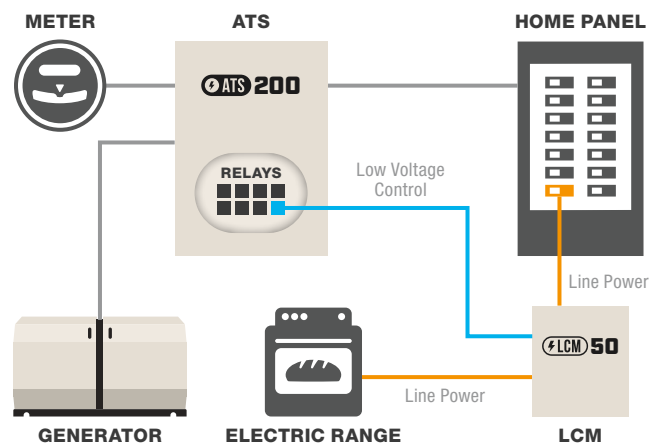 METER
ATS
HOME PANEL
ATS 200
RELAYS
Low Voltage
Control
Line Power
LCM 50
Line Power
GENERATOR
ELECTRIC RANGE
LCM